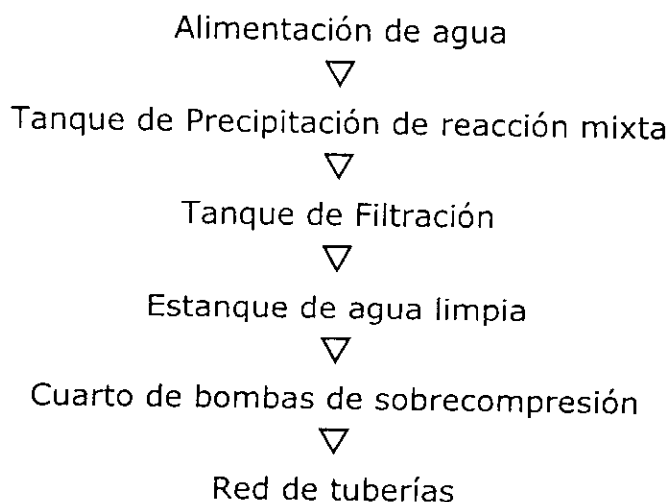 Alimentación de agua
Tanque de Precipitación de reacción mixta
Tanque de Filtración
Estanque de agua limpia
Cuarto de bombas de sobrecompresión
Red de tuberías